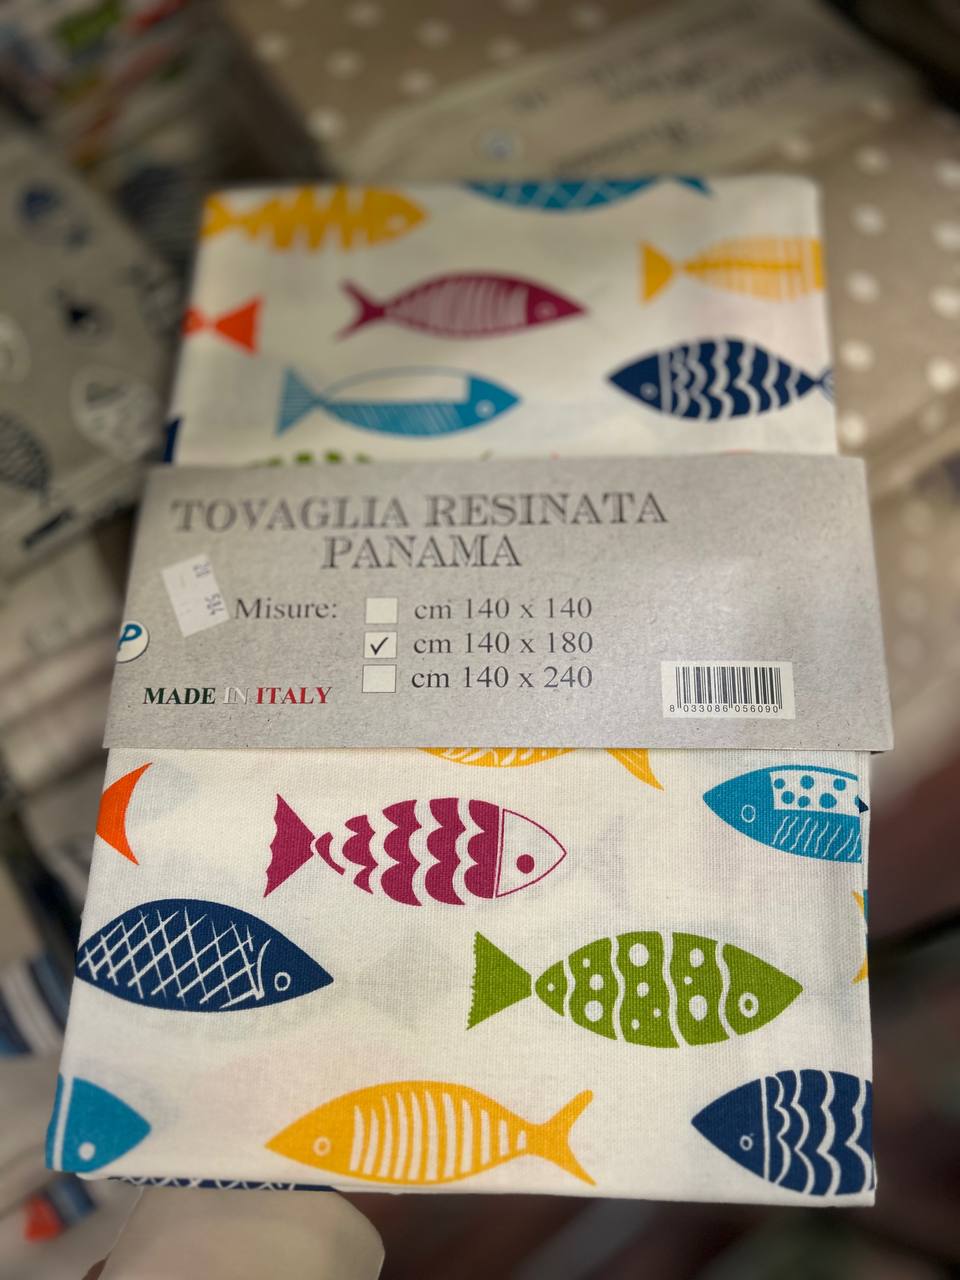 TOVAGLIA RESINATA
PANAMA
Misure: cm 140 x 140
✓ cm 140 x 180
cm 140 x 240
P
MADE IN ITALY
8 033086 056090